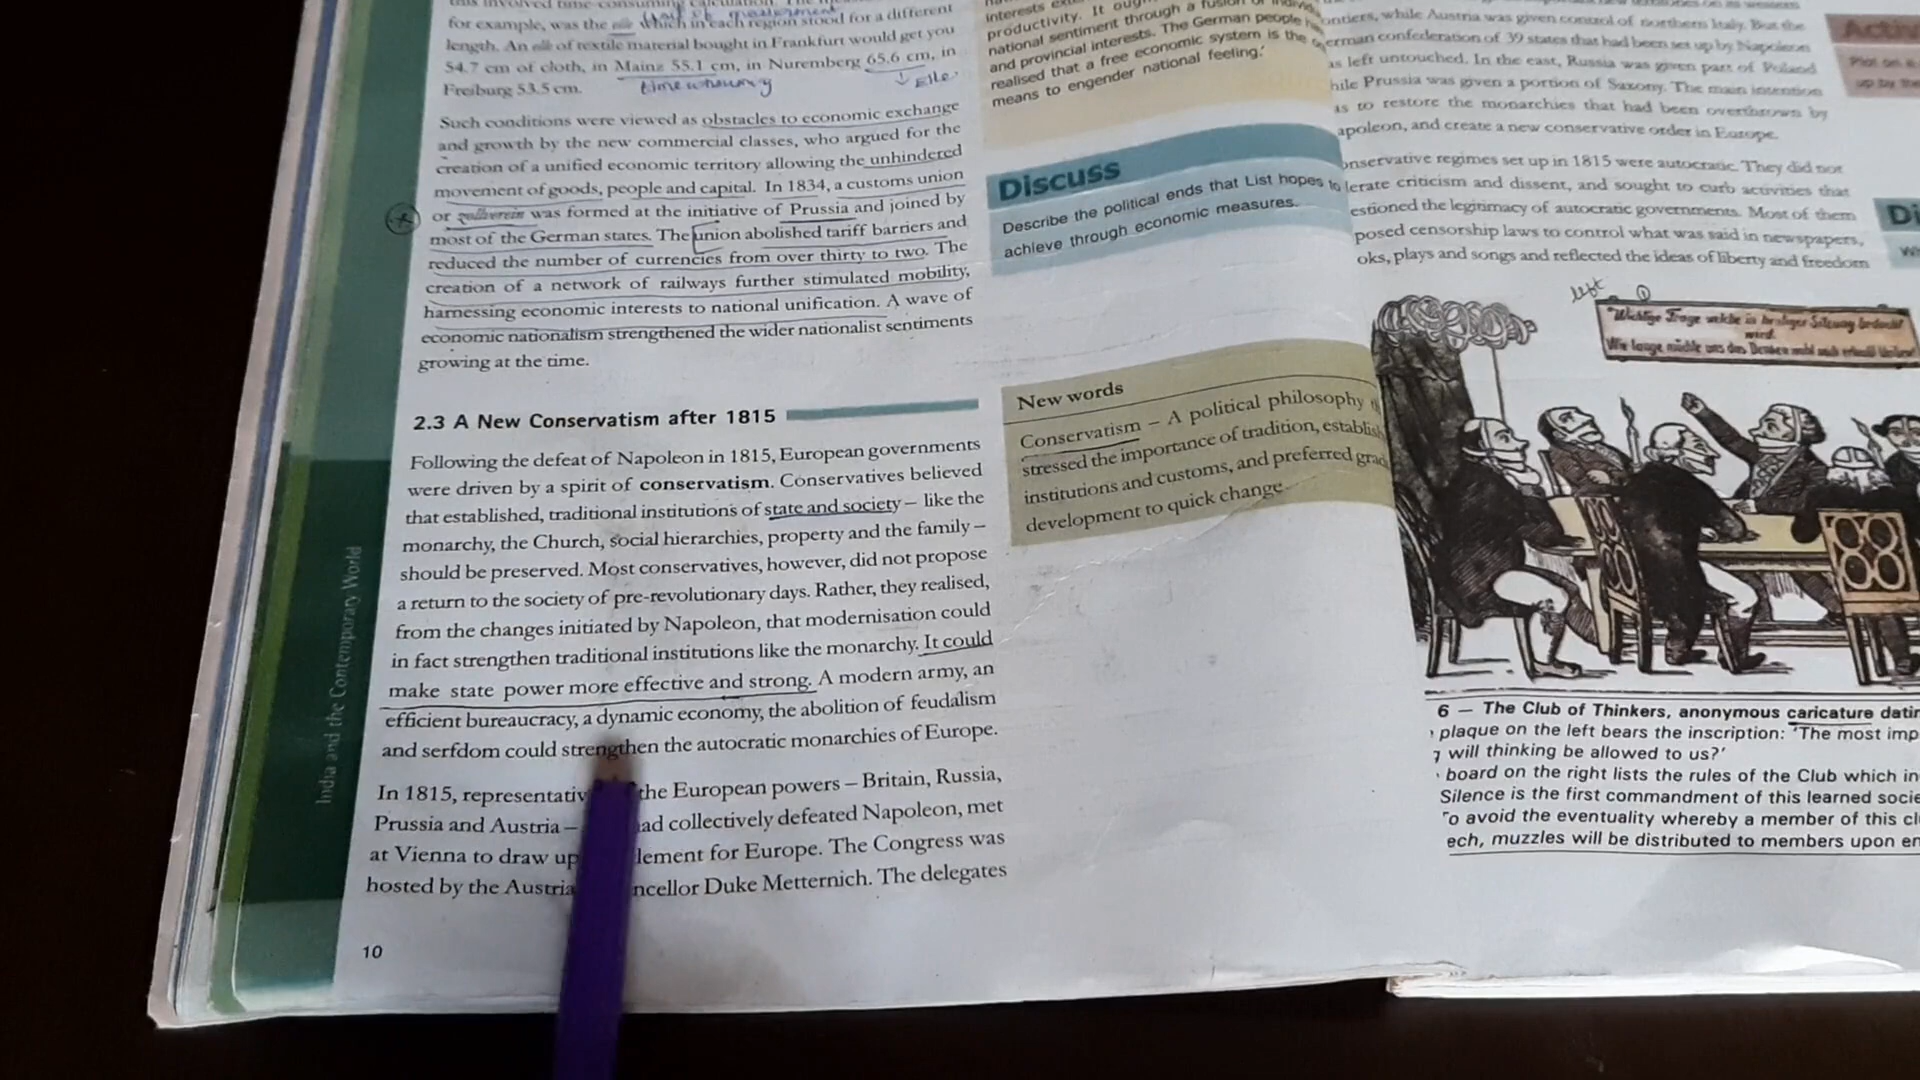 for example, was the elle which in each region stood for a different
length. An elle of textile material bought in Frankfurt would get you
54.7 cm of cloth, in Mainz 55.1 cm, in Nuremberg 65.6 cm, in
Freiburg 53.5 cm.
Elle
Such conditions were viewed as obstacles to economic exchange
and growth by the new commercial classes, who argued for the
creation of a unified economic territory allowing the unhindered
movement of goods, people and capital. In 1834, a customs union
or zollverein was formed at the initiative of Prussia and joined by
most of the German states. The union abolished tariff barriers and
reduced the number of currencies from over thirty to two. The
creation of a network of railways further stimulated mobility,
harnessing economic interests to national unification. A wave of
economic nationalism strengthened the wider nationalist sentiments
growing at the time.
2.3 A New Conservatism after 1815
Following the defeat of Napoleon in 1815, European governments
were driven by a spirit of conservatism. Conservatives believed
that established, traditional institutions of state and society – like the
monarchy, the Church, social hierarchies, property and the family –
should be preserved. Most conservatives, however, did not propose
a return to the society of pre-revolutionary days. Rather, they realised,
from the changes initiated by Napoleon, that modernisation could
in fact strengthen traditional institutions like the monarchy. It could
make state power more effective and strong. A modern army, an
efficient bureaucracy, a dynamic economy, the abolition of feudalism
and serfdom could strengthen the autocratic monarchies of Europe.
In 1815, representativ the European powers – Britain, Russia,
Prussia and Austria – ad collectively defeated Napoleon, met
at Vienna to draw up lement for Europe. The Congress was
hosted by the Austria ncellor Duke Metternich. The delegates
10
India and the Contemporary World
productivity. It
national sentiment through a fusion of
and provincial interests. The German people
realised that a free economic system is the
means to engender national feeling.'
Discuss
Describe the political ends that List hopes to
achieve through economic measures.
New words
Conservatism – A political philosophy
stressed the importance of tradition, establis
institutions and customs, and preferred gra
development to quick change
ontiers, while Austria was given control of northern Italy. But the
erman confederation of 39 states that had been set up by Napoleon
as left untouched. In the east, Russia was given part of Poland
hile Prussia was given a portion of Saxony. The main intention
as to restore the monarchies that had been overthrown by
apoleon, and create a new conservative order in Europe.
onservative regimes set up in 1815 were autocratic. They did not
lerate criticism and dissent, and sought to curb activities that
estioned the legitimacy of autocratic governments. Most of them
posed censorship laws to control what was said in newspapers,
oks, plays and songs and reflected the ideas of liberty and freedom
left 1
Activ
Plot on
up by the
Di
6 — The Club of Thinkers, anonymous caricature datin
plaque on the left bears the inscription: 'The most imp
will thinking be allowed to us?'
board on the right lists the rules of the Club which in
Silence is the first commandment of this learned socie
To avoid the eventuality whereby a member of this cl
ech, muzzles will be distributed to members upon en